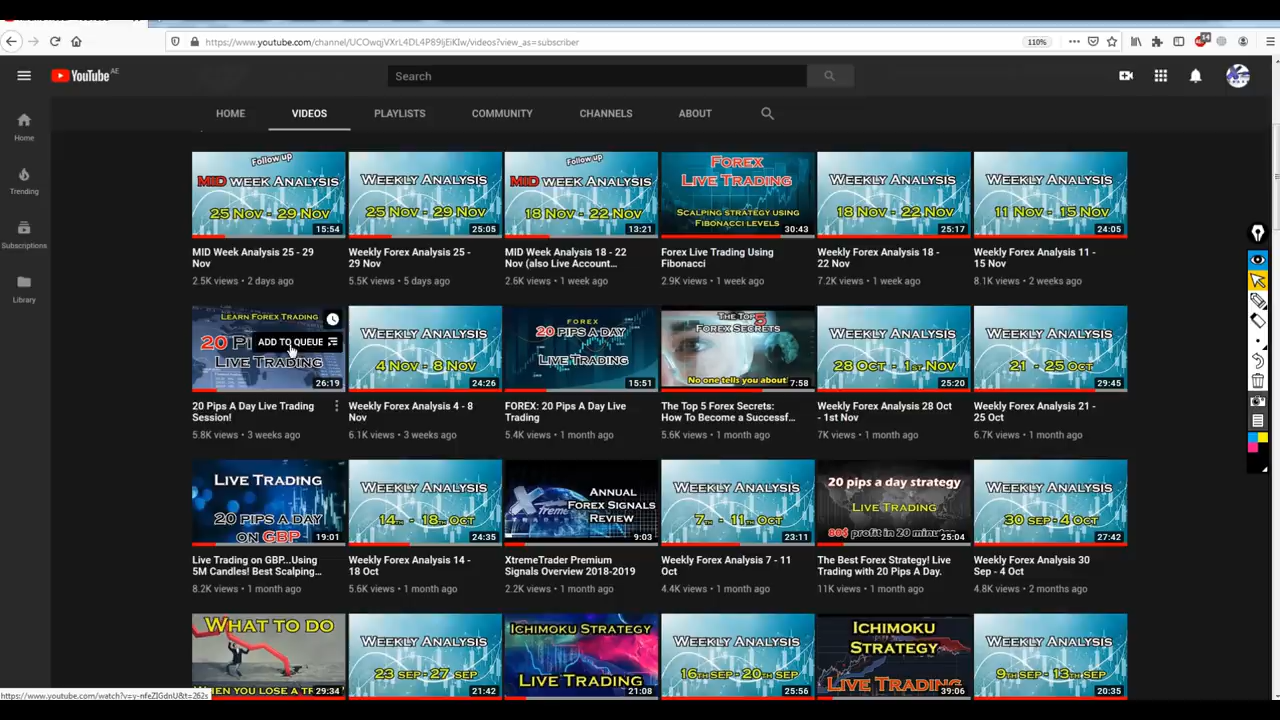 https://www.youtube.com/channel/UCOwqjVXrL4DL4P89ljEiKIw/videos?view_as=subscriber
110%
YouTube AE
Search
HOME
VIDEOS
PLAYLISTS
COMMUNITY
CHANNELS
ABOUT
Home
Trending
Subscriptions
Library
Follow up
MID WEEK ANALYSIS
25 NOV - 29 NOV
15:54
WEEKLY ANALYSIS
25 NOV - 29 NOV
25:05
Follow up
MID WEEK ANALYSIS
18 NOV - 22 NOV
13:21
FOREX
LIVE TRADING
SCALPING STRATEGY USING
FIBONACCI LEVELS
30:43
WEEKLY ANALYSIS
18 NOV - 22 NOV
25:17
WEEKLY ANALYSIS
11 NOV - 15 NOV
24:05
MID Week Analysis 25 - 29
Nov
2.5K views • 2 days ago
Weekly Forex Analysis 25 -
29 Nov
5.5K views • 5 days ago
MID Week Analysis 18 - 22
Nov (also Live Account...
2.6K views • 1 week ago
Forex Live Trading Using
Fibonacci
2.9K views • 1 week ago
Weekly Forex Analysis 18 -
22 Nov
7.2K views • 1 week ago
Weekly Forex Analysis 11 -
15 Nov
8.1K views • 2 weeks ago
LEARN FOREX TRADING
20 PI
ADD TO QUEUE
LIVE TRADING
26:19
WEEKLY ANALYSIS
4 NOV - 8 NOV
24:26
FOREX
20 PIPS A DAY
LIVE TRADING
15:51
THE TOP 5
FOREX SECRETS
No one tells you about!
7:58
WEEKLY ANALYSIS
28 OCT - 1ST NOV
25:20
WEEKLY ANALYSIS
21 - 25 OCT
29:45
20 Pips A Day Live Trading
Session!
5.8K views • 3 weeks ago
Weekly Forex Analysis 4 - 8
Nov
6.1K views • 3 weeks ago
FOREX: 20 Pips A Day Live
Trading
5.4K views • 1 month ago
The Top 5 Forex Secrets:
How To Become a Successf...
5.6K views • 1 month ago
Weekly Forex Analysis 28 Oct
- 1st Nov
7K views • 1 month ago
Weekly Forex Analysis 21 -
25 Oct
6.7K views • 1 month ago
LIVE TRADING
20 PIPS A DAY
ON GBP
19:01
WEEKLY ANALYSIS
14TH - 18TH OCT
24:35
Xtreme
ANNUAL
FOREX SIGNALS
REVIEW
9:03
WEEKLY ANALYSIS
7TH - 11TH OCT
23:11
20 pips a day strategy
LIVE TRADING
80$ profit in 20 minutes
25:04
WEEKLY ANALYSIS
30 SEP - 4 OCT
27:42
Live Trading on GBP...Using
5M Candles! Best Scalping...
8.2K views • 1 month ago
Weekly Forex Analysis 14 -
18 Oct
5.6K views • 1 month ago
XtremeTrader Premium
Signals Overview 2018-2019
2.2K views • 1 month ago
Weekly Forex Analysis 7 - 11
Oct
4.4K views • 1 month ago
The Best Forex Strategy! Live
Trading with 20 Pips A Day.
11K views • 1 month ago
Weekly Forex Analysis 30
Sep - 4 Oct
4.8K views • 2 months ago
WHAT TO DO
WHEN YOU LOSE A TR
29:34
WEEKLY ANALYSIS
23 SEP - 27 SEP
21:42
ICHIMOKU STRATEGY
LIVE TRADING
21:08
WEEKLY ANALYSIS
16TH SEP - 20TH SEP
25:56
ICHIMOKU
STRATEGY
LIVE TRADING
39:06
WEEKLY ANALYSIS
9TH SEP - 13TH SEP
20:35